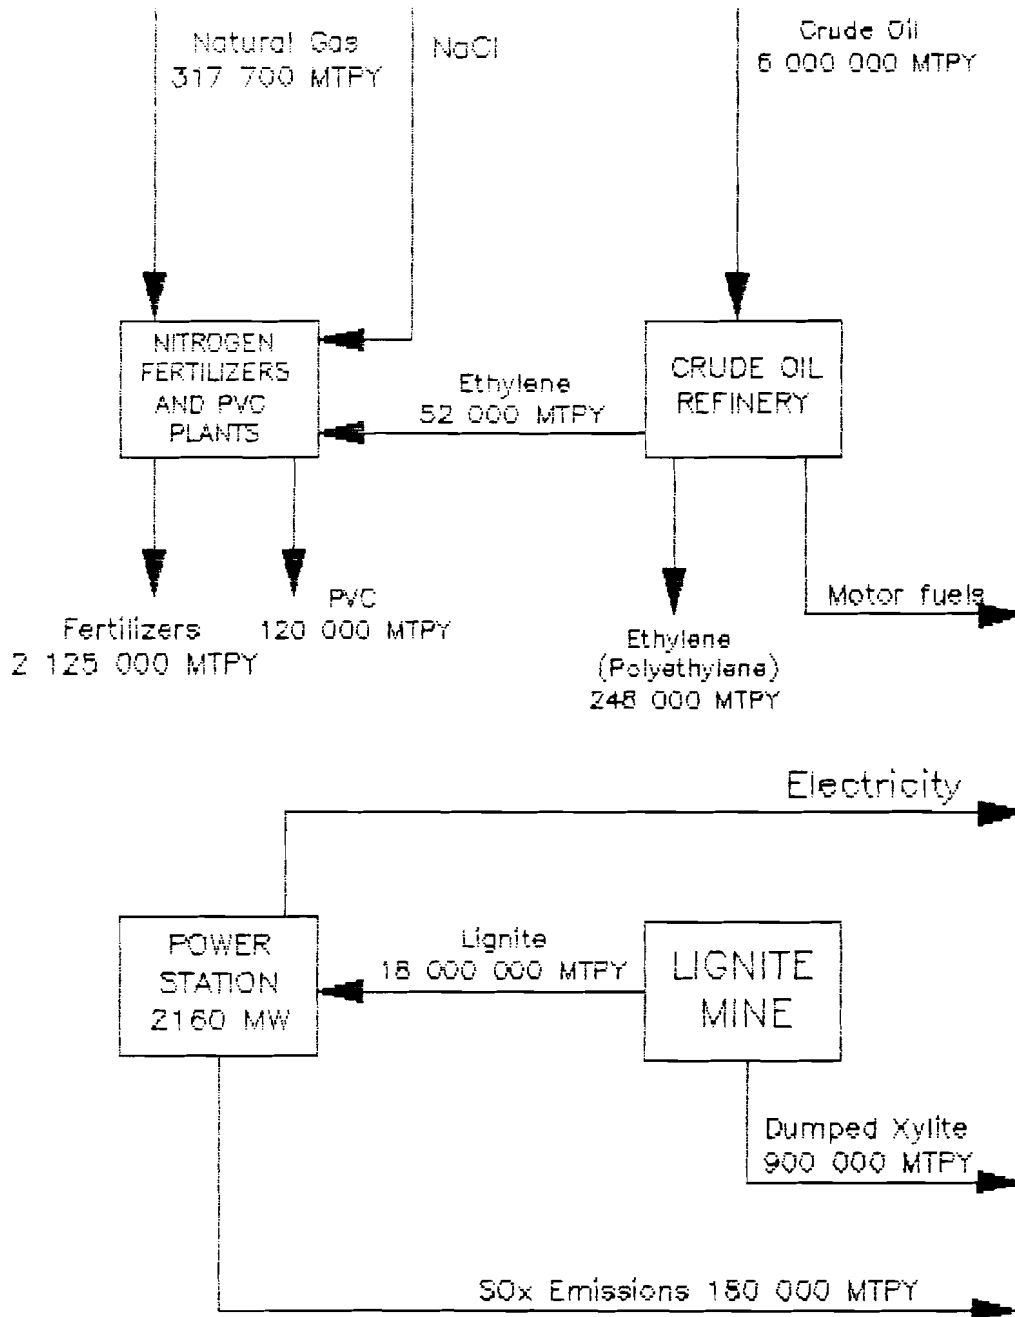 Natural Gas
317 700 MTPY
NaCl
Crude Oil
6 000 000 MTPY
NITROGEN
FERTILIZERS
AND PVC
PLANTS
Ethylene
52 000 MTPY
CRUDE OIL
REFINERY
Fertilizers
2 125 000 MTPY
PVC
120 000 MTPY
Ethylene
(Polyethylene)
248 000 MTPY
Motor fuels
Electricity
POWER
STATION
2160 MW
Lignite
18 000 000 MTPY
LIGNITE
MINE
Dumped Xylite
900 000 MTPY
SOx Emissions 180 000 MTPY